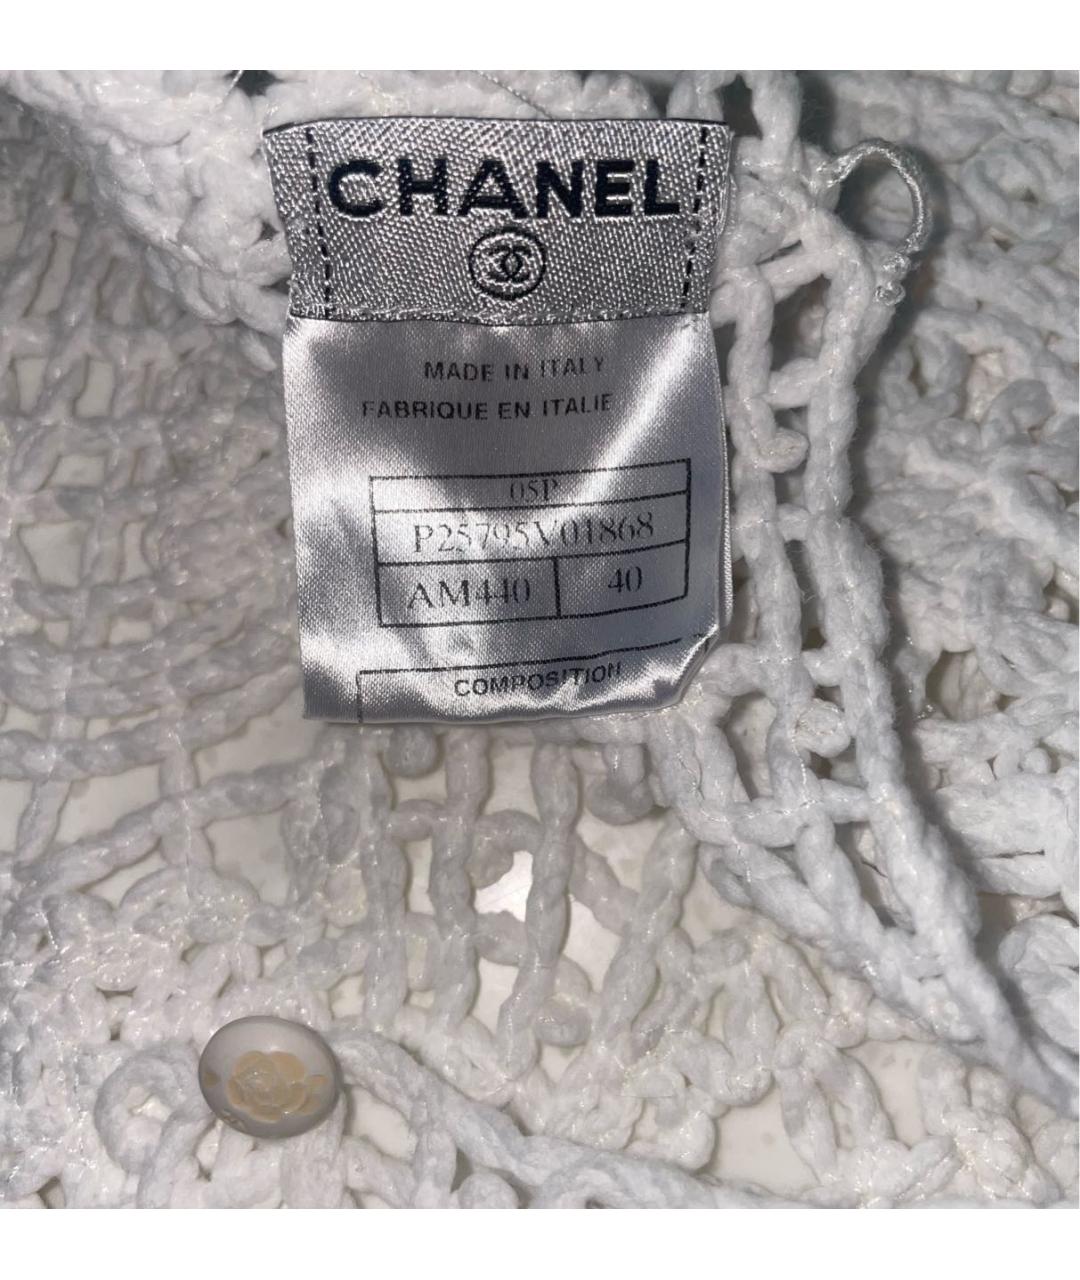 CHANEL
MADE IN ITALY
FABRIQUE EN ITALIE
05P
P25795V01868
AM440 40
COMPOSITION